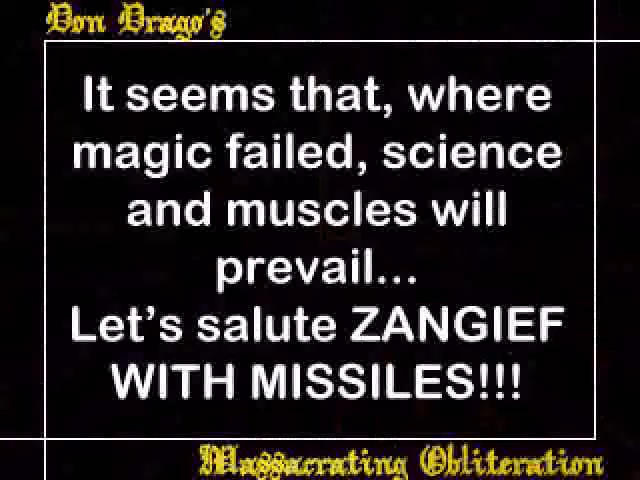 Don Drago's
It seems that, where
magic failed, science
and muscles will
prevail...
Let's salute ZANGIEF
WITH MISSILES!!!
Massacrating Obliteration